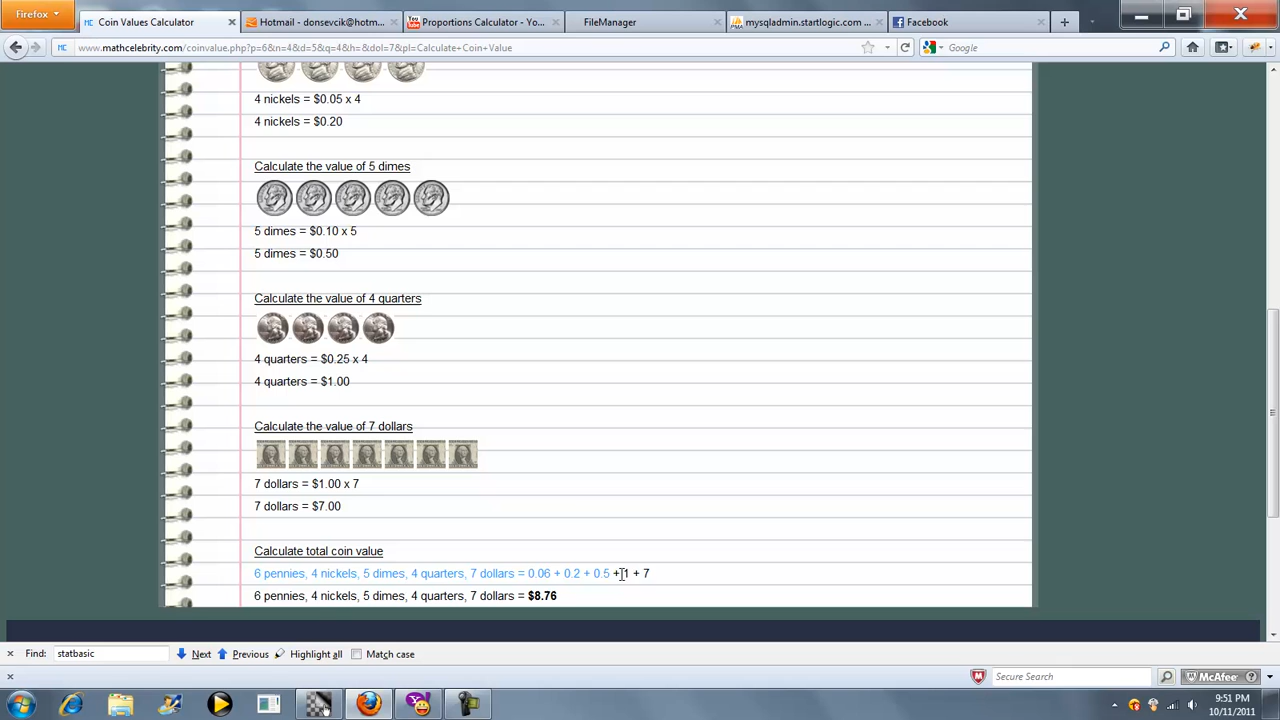 Firefox
Coin Values Calculator
Hotmail - donsevcik@hotm...
Proportions Calculator - Yo...
FileManager
mysqladmin.startlogic.com ...
Facebook
www.mathcelebrity.com/coinvalue.php?p=6&n=4&d=5&q=4&h=&dol=7&pl=Calculate+Coin+Value
Google
4 nickels = $0.05 x 4
4 nickels = $0.20
Calculate the value of 5 dimes
5 dimes = $0.10 x 5
5 dimes = $0.50
Calculate the value of 4 quarters
4 quarters = $0.25 x 4
4 quarters = $1.00
Calculate the value of 7 dollars
7 dollars = $1.00 x 7
7 dollars = $7.00
Calculate total coin value
6 pennies, 4 nickels, 5 dimes, 4 quarters, 7 dollars = 0.06 + 0.2 + 0.5 + 1 + 7
6 pennies, 4 nickels, 5 dimes, 4 quarters, 7 dollars = $8.76
Find: statbasic Next Previous Highlight all Match case
Secure Search McAfee
9:51 PM
10/11/2011